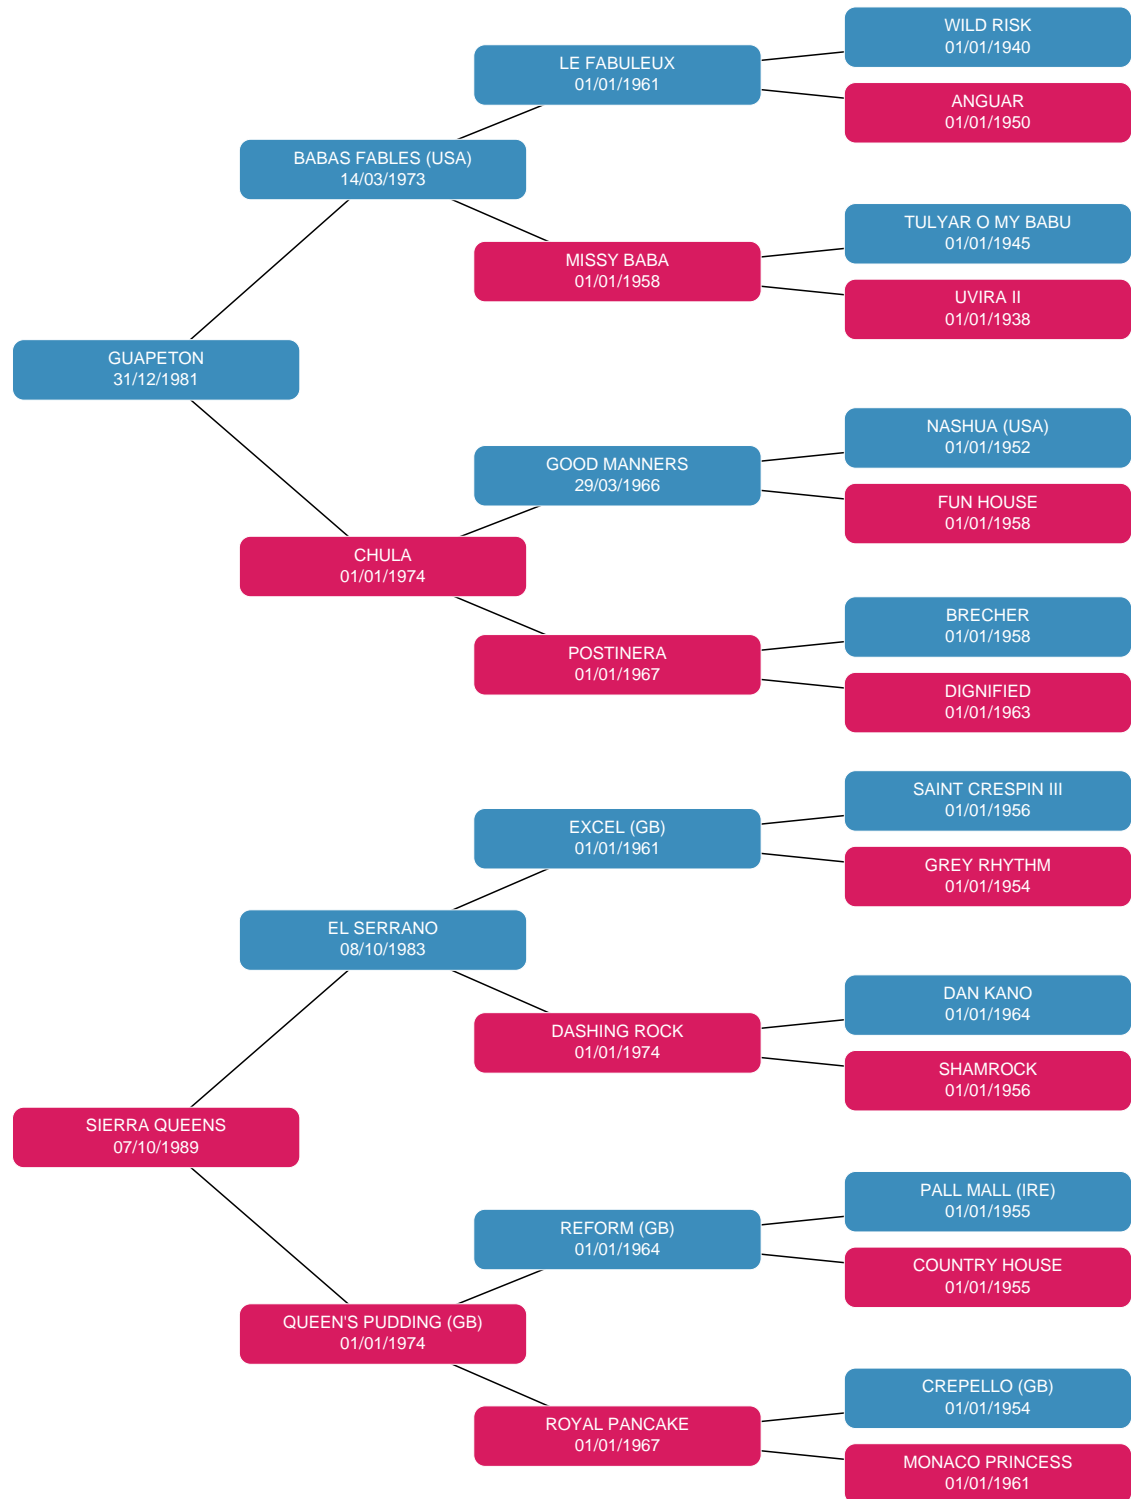 WILD RISK
01/01/1940
LE FABULEUX
01/01/1961
ANGUAR
01/01/1950
BABAS FABLES (USA)
14/03/1973
TULYAR O MY BABU
01/01/1945
MISSY BABA
01/01/1958
UVIRA II
01/01/1938
GUAPETON
31/12/1981
NASHUA (USA)
01/01/1952
GOOD MANNERS
29/03/1966
FUN HOUSE
01/01/1958
CHULA
01/01/1974
BRECHER
01/01/1958
POSTINERA
01/01/1967
DIGNIFIED
01/01/1963
SAINT CRESPIN III
01/01/1956
EXCEL (GB)
01/01/1961
GREY RHYTHM
01/01/1954
EL SERRANO
08/10/1983
DAN KANO
01/01/1964
DASHING ROCK
01/01/1974
SHAMROCK
01/01/1956
SIERRA QUEENS
07/10/1989
PALL MALL (IRE)
01/01/1955
REFORM (GB)
01/01/1964
COUNTRY HOUSE
01/01/1955
QUEEN'S PUDDING (GB)
01/01/1974
CREPELLO (GB)
01/01/1954
ROYAL PANCAKE
01/01/1967
MONACO PRINCESS
01/01/1961